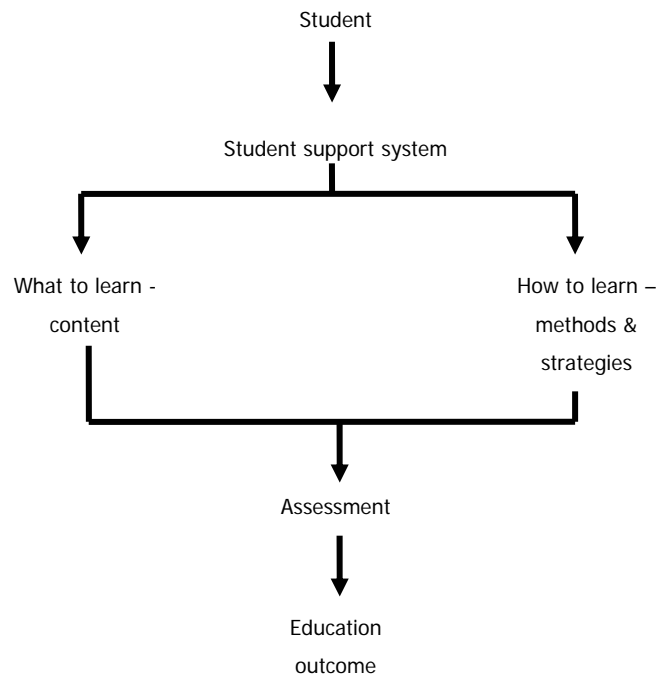 Student
Student support system
What to learn -
content
How to learn –
methods &
strategies
Assessment
Education
outcome